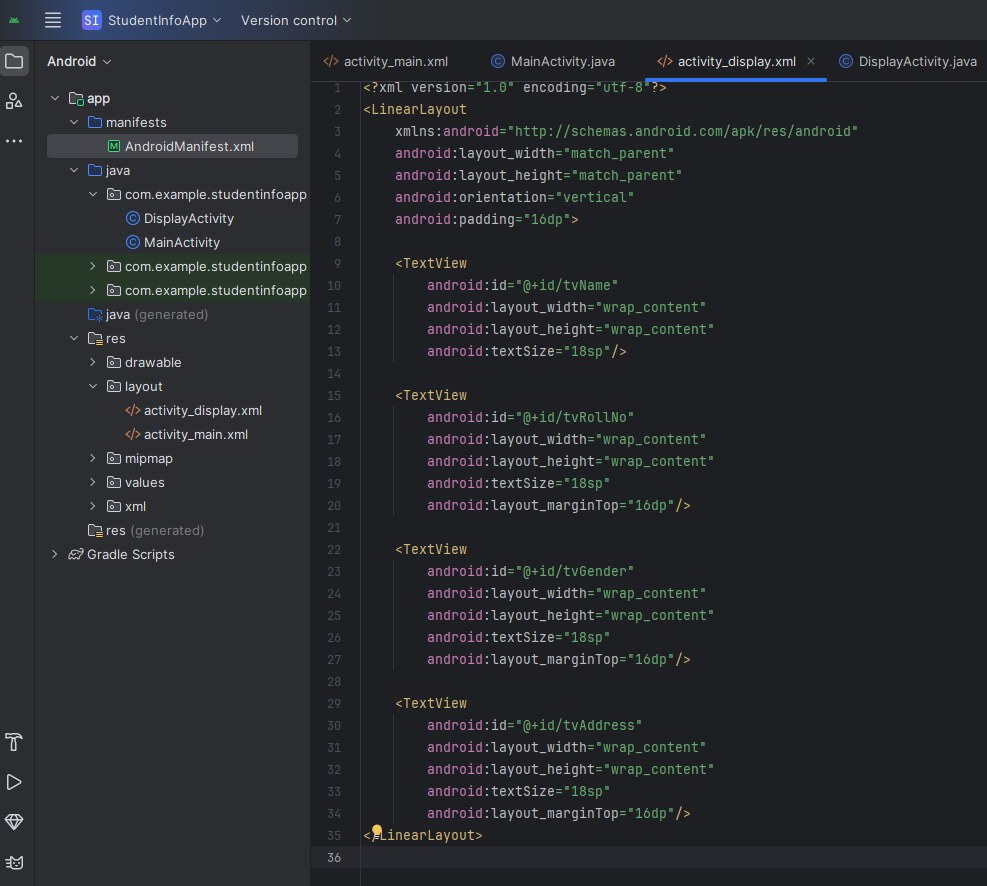 SI StudentInfoApp Version control
Android
app
manifests
AndroidManifest.xml
java
com.example.studentinfoapp
DisplayActivity
MainActivity
com.example.studentinfoapp
com.example.studentinfoapp
java (generated)
res
drawable
layout
activity_display.xml
activity_main.xml
mipmap
values
xml
res (generated)
Gradle Scripts
</> activity_main.xml C MainActivity.java </> activity_display.xml C DisplayActivity.java
1 <?xml version="1.0" encoding="utf-8"?>
2 <LinearLayout
3 xmlns:android="http://schemas.android.com/apk/res/android"
4 android:layout_width="match_parent"
5 android:layout_height="match_parent"
6 android:orientation="vertical"
7 android:padding="16dp">
8
9 <TextView
10 android:id="@+id/tvName"
11 android:layout_width="wrap_content"
12 android:layout_height="wrap_content"
13 android:textSize="18sp"/>
14
15 <TextView
16 android:id="@+id/tvRollNo"
17 android:layout_width="wrap_content"
18 android:layout_height="wrap_content"
19 android:textSize="18sp"
20 android:layout_marginTop="16dp"/>
21
22 <TextView
23 android:id="@+id/tvGender"
24 android:layout_width="wrap_content"
25 android:layout_height="wrap_content"
26 android:textSize="18sp"
27 android:layout_marginTop="16dp"/>
28
29 <TextView
30 android:id="@+id/tvAddress"
31 android:layout_width="wrap_content"
32 android:layout_height="wrap_content"
33 android:textSize="18sp"
34 android:layout_marginTop="16dp"/>
35 </LinearLayout>
36